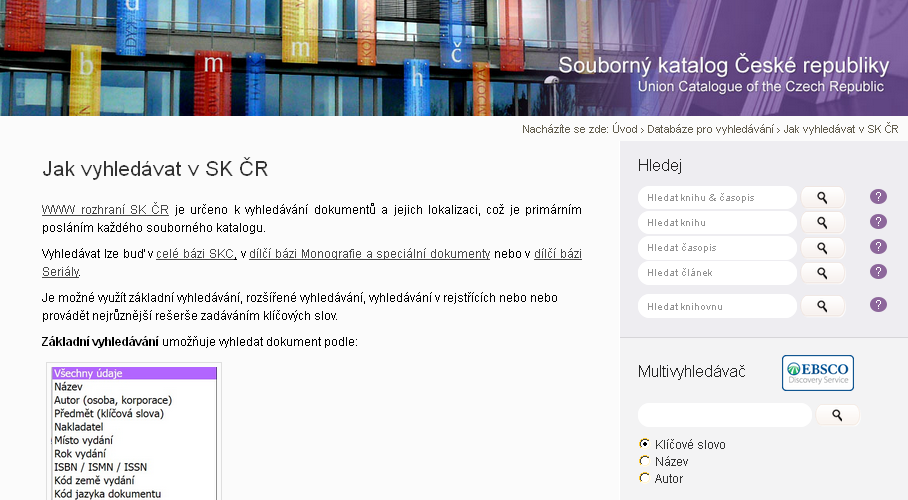 b
m
m
h
č
Souborný katalog České republiky
Union Catalogue of the Czech Republic
Nacházíte se zde: Úvod › Databáze pro vyhledávání › Jak vyhledávat v SK ČR
Jak vyhledávat v SK ČR
WWW rozhraní SK ČR je určeno k vyhledávání dokumentů a jejich lokalizaci, což je primárním
posláním každého souborného katalogu.
Vyhledávat lze buď v celé bázi SKC, v dílčí bázi Monografie a speciální dokumenty nebo v dílčí bázi
Seriály.
Je možné využít základní vyhledávání, rozšířené vyhledávání, vyhledávání v rejstřících nebo nebo
provádět nejrůznější rešerše zadáváním klíčových slov.
Základní vyhledávání umožňuje vyhledat dokument podle:
Všechny údaje
Název
Autor (osoba, korporace)
Předmět (klíčová slova)
Nakladatel
Místo vydání
Rok vydání
ISBN / ISMN / ISSN
Kód země vydání
Kód jazyka dokumentu
Hledej
Hledat knihu & časopis
?
Hledat knihu
?
Hledat časopis
?
Hledat článek
?
Hledat knihovnu
?
Multivyhledávač
EBSCO
Discovery Service
Klíčové slovo
Název
Autor